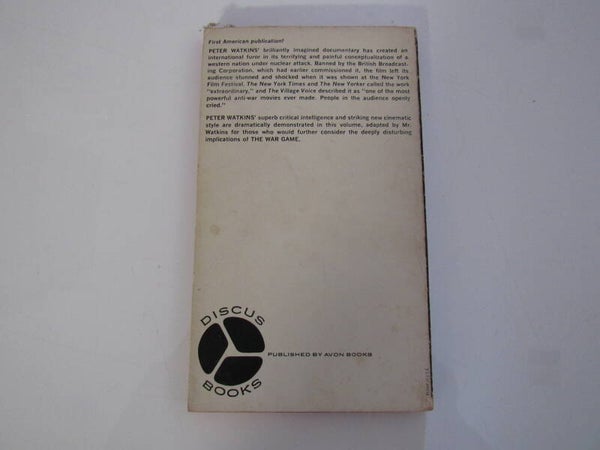 First American publication!
PETER WATKINS' brilliantly imagined documentary has created an
international furor in its terrifying and painful conceptualization of a
western nation under nuclear attack. Banned by the British Broadcast-
ing Corporation, which had earlier commissioned it, the film left its
audience stunned and shocked when it was shown at the New York
Film Festival. The New York Times and The New Yorker called the work
"extraordinary," and The Village Voice described it as "one of the most
powerful anti-war movies ever made. People in the audience openly
cried."
PETER WATKINS' superb critical intelligence and striking new cinematic
style are dramatically demonstrated in this volume, adapted by Mr.
Watkins for those who would further consider the deeply disturbing
implications of THE WAR GAME.
DISCUS
BOOKS
PUBLISHED BY AVON BOOKS